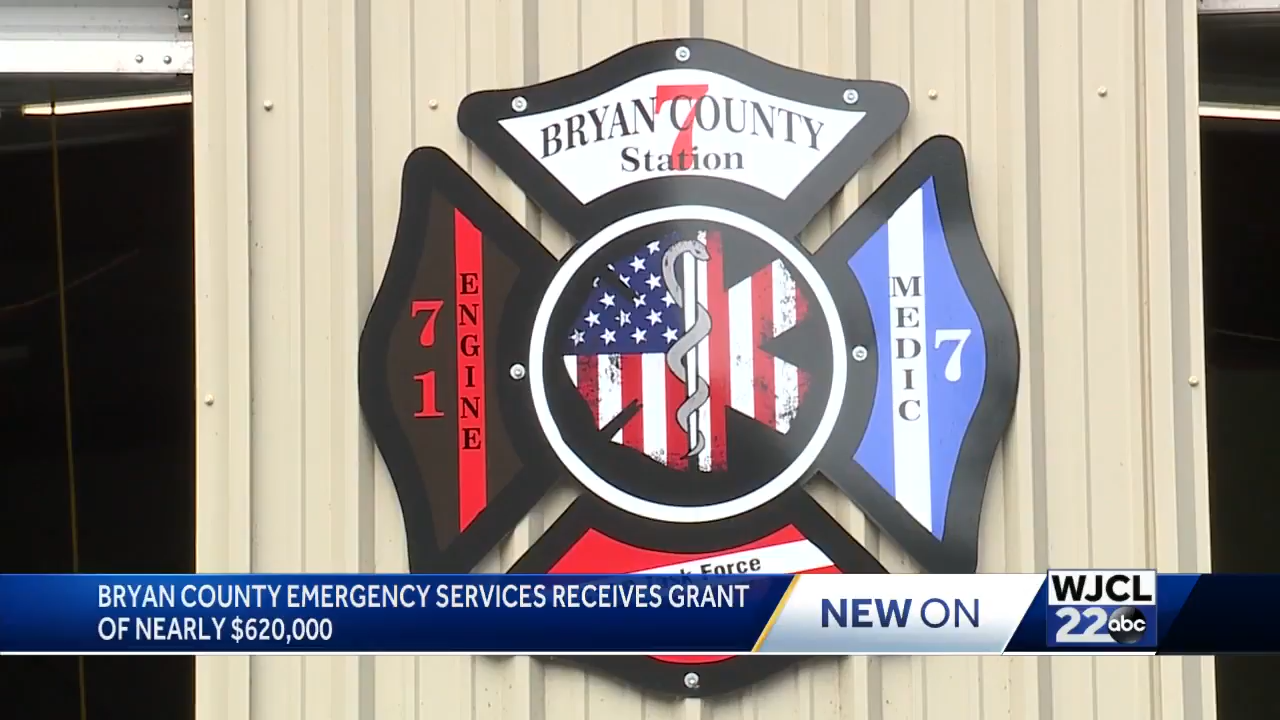 7
BRYAN COUNTY
Station
ENGINE
71
MEDIC
7
Force
BRYAN COUNTY EMERGENCY SERVICES RECEIVES GRANT
OF NEARLY $620,000
NEW ON
WJCL
22 abc